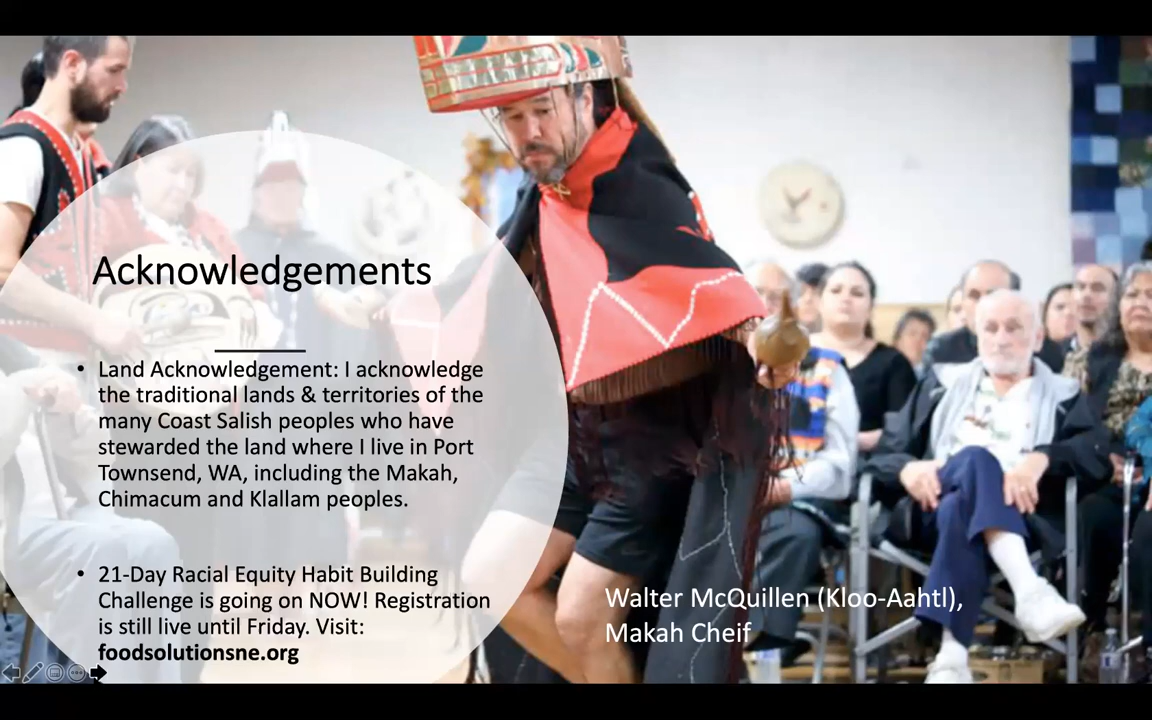 Acknowledgements
• Land Acknowledgement: I acknowledge
the traditional lands & territories of the
many Coast Salish peoples who have
stewarded the land where I live in Port
Townsend, WA, including the Makah,
Chimacum and Klallam peoples.
• 21-Day Racial Equity Habit Building
Challenge is going on NOW! Registration
is still live until Friday. Visit:
foodsolutionsne.org
Walter McQuillen (Kloo-Aahtl),
Makah Cheif